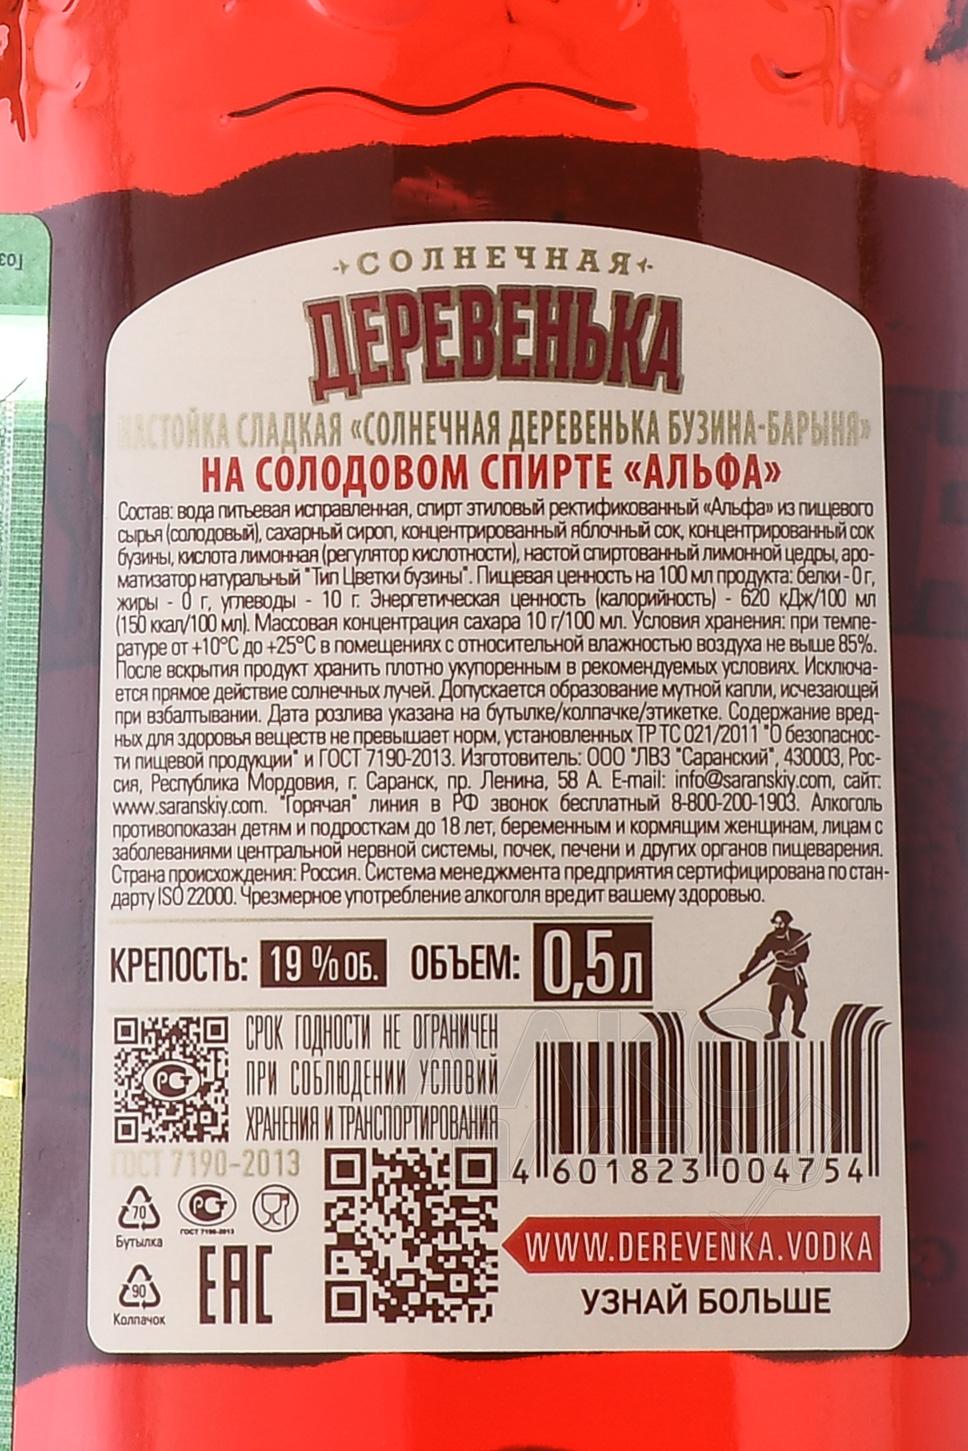 Гоз
СОЛНЕЧНАЯ
ДЕРЕВЕНЬКА
НАСТОЙКА СЛАДКАЯ «СОЛНЕЧНАЯ ДЕРЕВЕНЬКА БУЗИНА-БАРЫНЯ»
НА СОЛОДОВОМ СПИРТЕ «АЛЬФА»
Состав: вода питьевая исправленная, спирт этиловый ректификованный «Альфа» из пищевого
сырья (солодовый), сахарный сироп, концентрированный яблочный сок, концентрированный сок
бузины, кислота лимонная (регулятор кислотности), настой спиртованный лимонной цедры, аро-
матизатор натуральный "Тип Цветки бузины". Пищевая ценность на 100 мл продукта: белки - 0 г,
жиры - 0 г, углеводы - 10 г. Энергетическая ценность (калорийность) - 620 кДж/100 мл
(150 ккал/100 мл). Массовая концентрация сахара 10 г/100 мл. Условия хранения: при темпе-
ратуре от +10°С до +25°С в помещениях с относительной влажностью воздуха не выше 85%.
После вскрытия продукт хранить плотно укупоренным в рекомендуемых условиях. Исключа-
ется прямое действие солнечных лучей. Допускается образование мутной капли, исчезающей
при взбалтывании. Дата розлива указана на бутылке/колпачке/этикетке. Содержание вред-
ных для здоровья веществ не превышает норм, установленных ТР ТС 021/2011 "О безопаснос-
ти пищевой продукции" и ГОСТ 7190-2013. Изготовитель: ООО "ЛВЗ "Саранский", 430003, Рос-
сия, Республика Мордовия, г. Саранск, пр. Ленина, 58 А. E-mail: info@saranskiy.com, сайт:
www.saranskiy.com. "Горячая" линия в РФ звонок бесплатный 8-800-200-1903. Алкоголь
противопоказан детям и подросткам до 18 лет, беременным и кормящим женщинам, лицам с
заболеваниями центральной нервной системы, почек, печени и других органов пищеварения.
Страна происхождения: Россия. Система менеджмента предприятия сертифицирована по стан-
дарту ISO 22000. Чрезмерное употребление алкоголя вредит вашему здоровью.
КРЕПОСТЬ: 19 % ОБ. ОБЪЕМ: 0,5 л
СРОК ГОДНОСТИ НЕ ОГРАНИЧЕН
ПРИ СОБЛЮДЕНИИ УСЛОВИЙ
ХРАНЕНИЯ И ТРАНСПОРТИРОВАНИЯ
ГОСТ 7190-2013
4 601823 004754
70
Бутылка
РСТ
ГОСТ 7190-2013
90
Колпачок
ЕАС
WWW.DEREVENKA.VODKA
УЗНАЙ БОЛЬШЕ